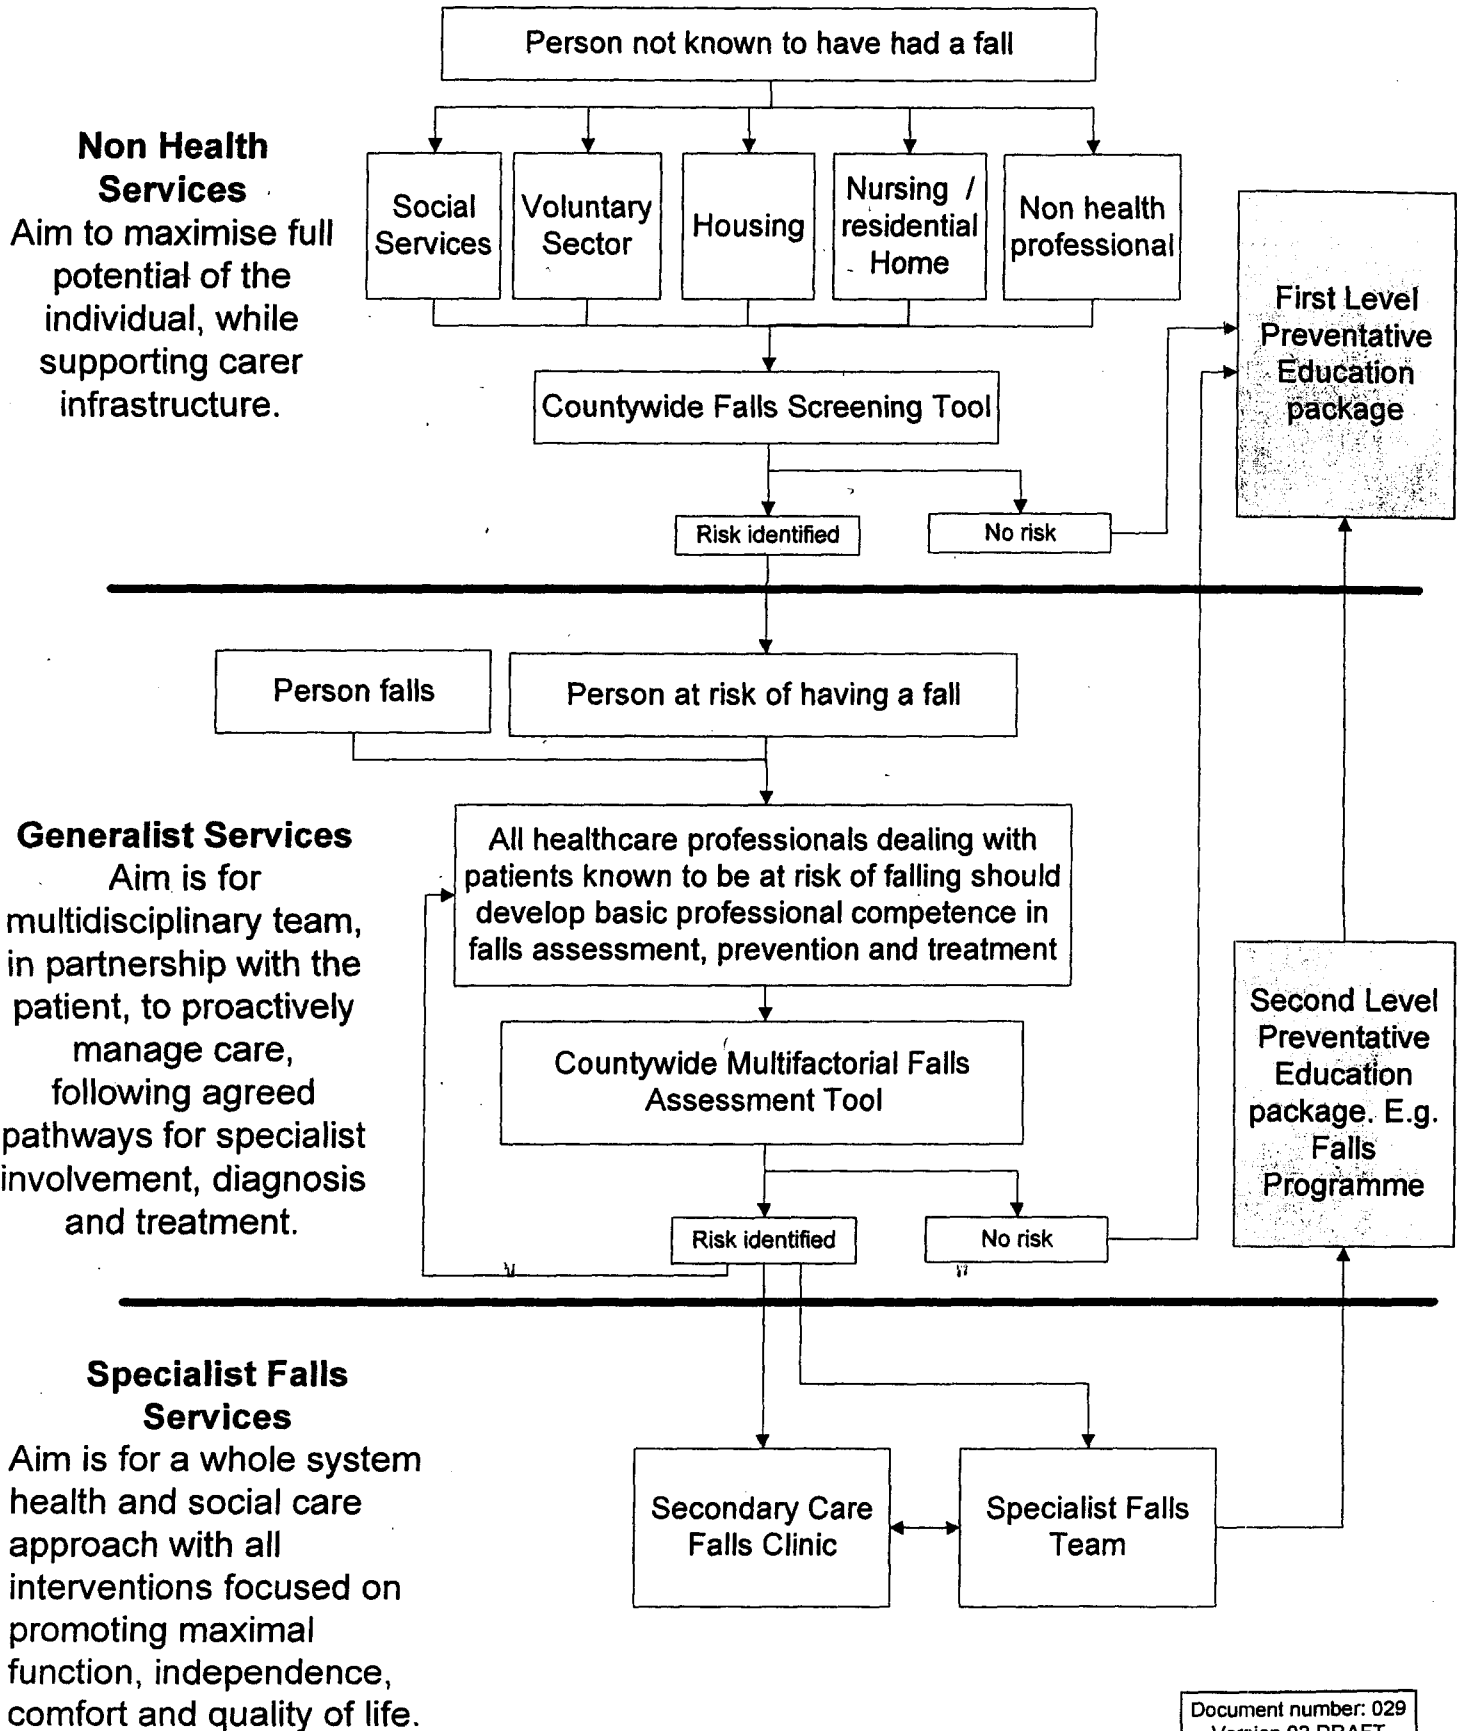 Person not known to have had a fall
Non Health
Services
Aim to maximise full
potential of the
individual, while
supporting carer
infrastructure.
Social
Services
Voluntary
Sector
Housing
Nursing /
residential
Home
Non health
professional
First Level
Preventative
Education
package
Countywide Falls Screening Tool
Risk identified
No risk
Person falls
Person at risk of having a fall
Generalist Services
Aim is for
multidisciplinary team,
in partnership with the
patient, to proactively
manage care,
following agreed
pathways for specialist
involvement, diagnosis
and treatment.
All healthcare professionals dealing with
patients known to be at risk of falling should
develop basic professional competence in
falls assessment, prevention and treatment
Countywide Multifactorial Falls
Assessment Tool
Second Level
Preventative
Education
package. E.g.
Falls
Programme
Risk identified
No risk
Specialist Falls
Services
Aim is for a whole system
health and social care
approach with all
interventions focused on
promoting maximal
function, independence,
comfort and quality of life.
Secondary Care
Falls Clinic
Specialist Falls
Team
Document number: 029
Version 02 DRAFT